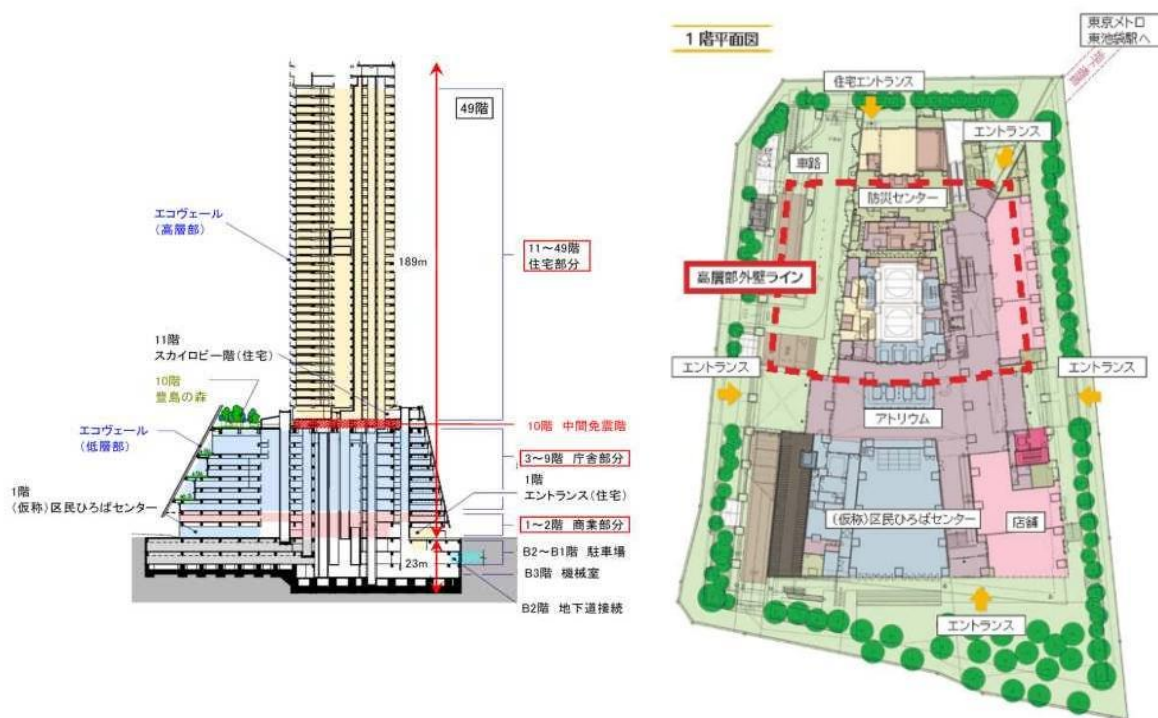 49階
エコヴェール
(高層部)
189m
11～49階
住宅部分
11階
スカイロビー階(住宅)
10階
豊島の森
エコヴェール
(低層部)
10階 中間免震階
3～9階 庁舎部分
1階
エントランス(住宅)
1階
(仮称)区民ひろばセンター
1～2階 商業部分
B2～B1階 駐車場
23m
B3階 機械室
B2階 地下道接続
1階平面図
東京メトロ
東池袋駅へ
住宅エントランス
エントランス
車路
防災センター
高層部外壁ライン
エントランス
エントランス
アトリウム
(仮称)区民ひろばセンター
店舗
エントランス